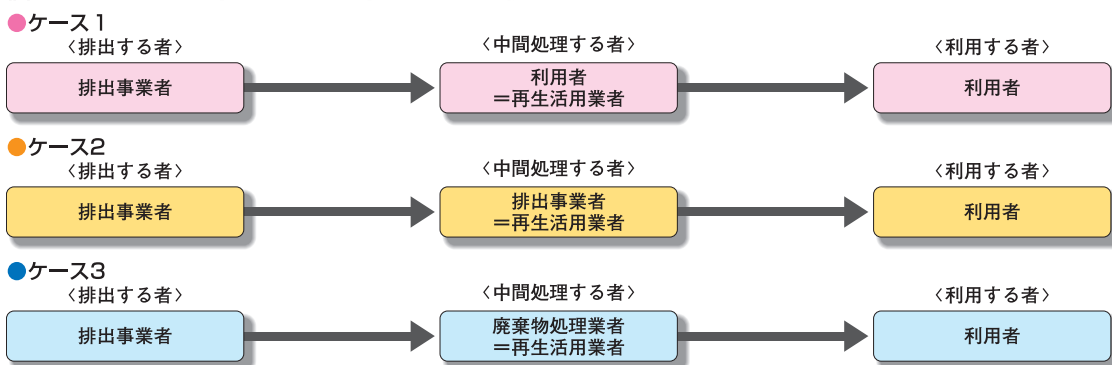 ●ケース1
〈排出する者〉
〈中間処理する者〉
〈利用する者〉
排出事業者
利用者
＝再生活用業者
利用者
●ケース2
〈排出する者〉
〈中間処理する者〉
〈利用する者〉
排出事業者
排出事業者
＝再生活用業者
利用者
●ケース3
〈排出する者〉
〈中間処理する者〉
〈利用する者〉
排出事業者
廃棄物処理業者
＝再生活用業者
利用者